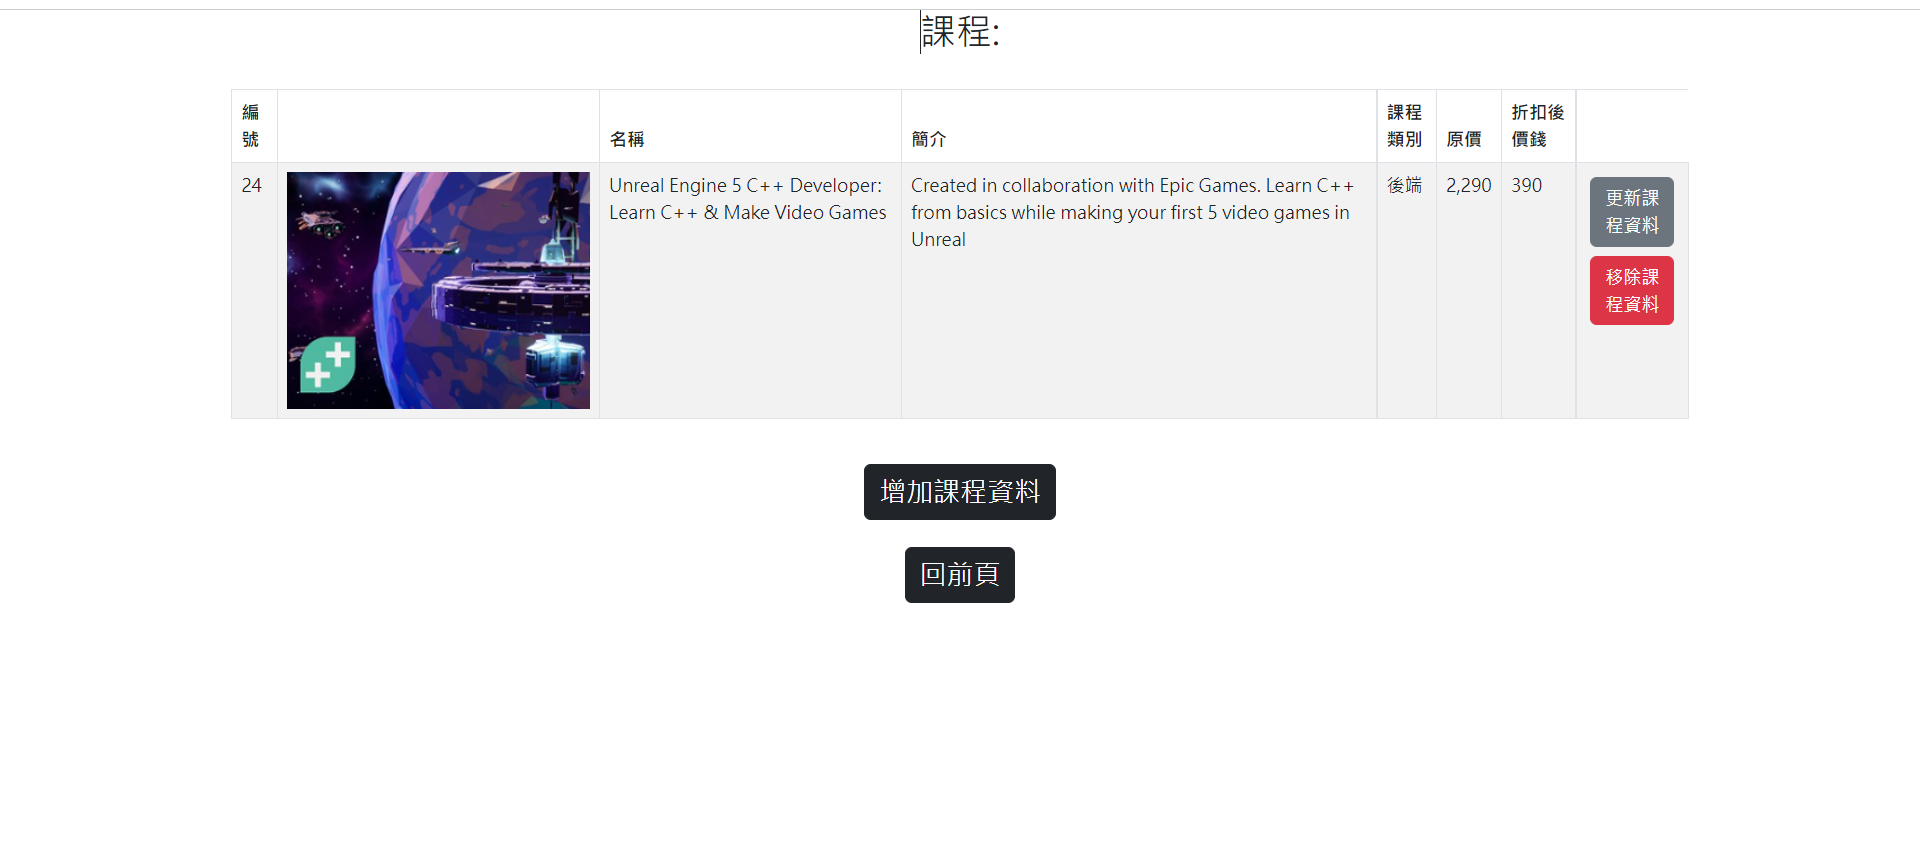 課程:
編
號
名稱
簡介
課程
類別
原價
折扣後
價錢
24
Unreal Engine 5 C++ Developer:
Learn C++ & Make Video Games
Created in collaboration with Epic Games. Learn C++
from basics while making your first 5 video games in
Unreal
後端
2,290
390
更新課
程資料
移除課
程資料
增加課程資料
回前頁